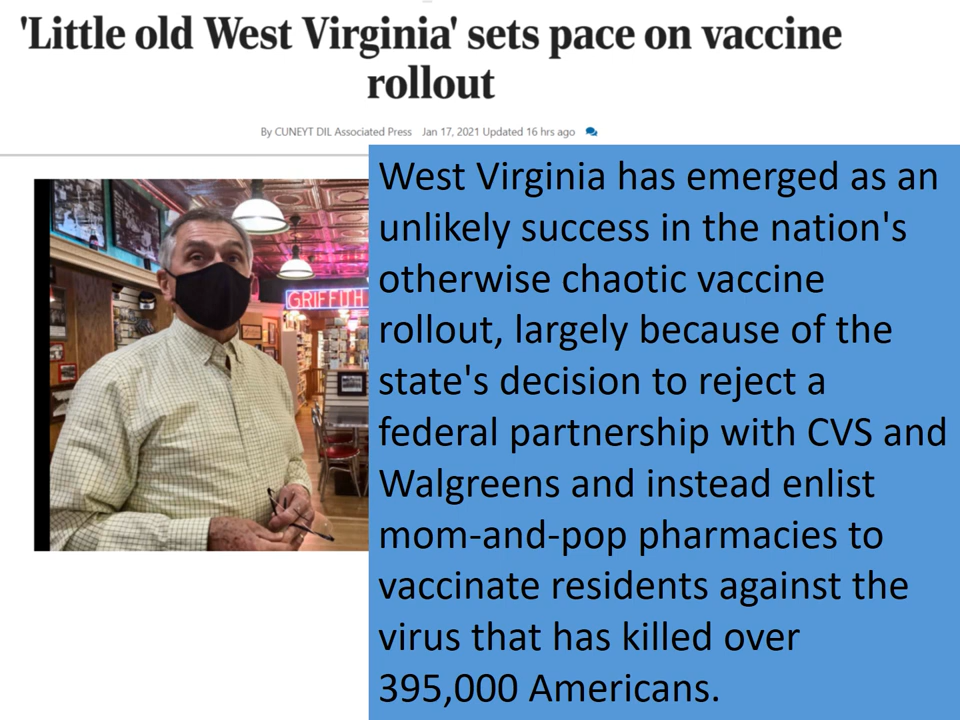 'Little old West Virginia' sets pace on vaccine
rollout
By CUNEYT DIL Associated Press Jan 17, 2021 Updated 16 hrs ago
West Virginia has emerged as an
unlikely success in the nation's
otherwise chaotic vaccine
rollout, largely because of the
state's decision to reject a
federal partnership with CVS and
Walgreens and instead enlist
mom-and-pop pharmacies to
vaccinate residents against the
virus that has killed over
395,000 Americans.
GRIFFITH